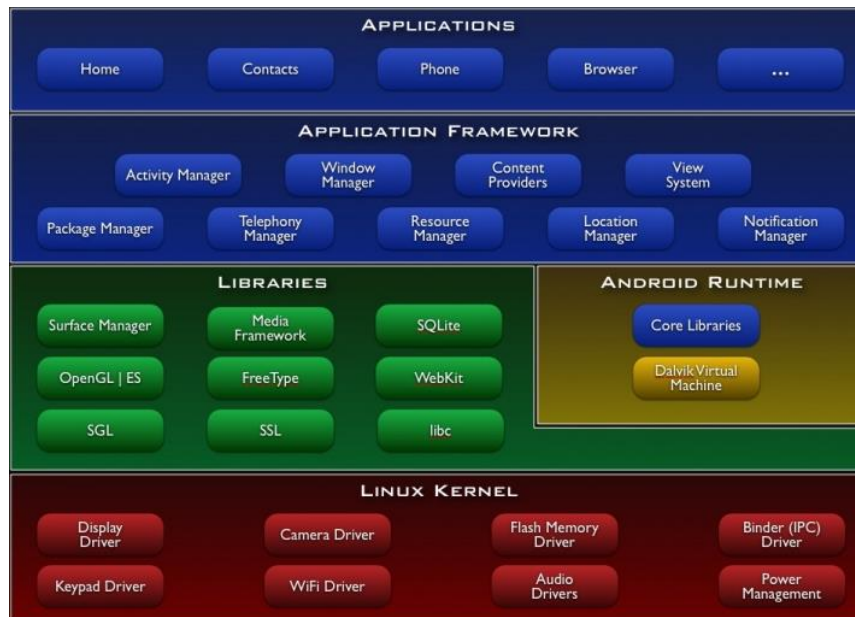 APPLICATIONS
Home
Contacts
Phone
Browser
...
APPLICATION FRAMEWORK
Activity Manager
Window
Manager
Content
Providers
View
System
Package Manager
Telephony
Manager
Resource
Manager
Location
Manager
Notification
Manager
LIBRARIES
Surface Manager
Media
Framework
SQLite
OpenGL | ES
FreeType
WebKit
SGL
SSL
libc
ANDROID RUNTIME
Core Libraries
Dalvik Virtual
Machine
LINUX KERNEL
Display
Driver
Camera Driver
Flash Memory
Driver
Binder (IPC)
Driver
Keypad Driver
WiFi Driver
Audio
Drivers
Power
Management